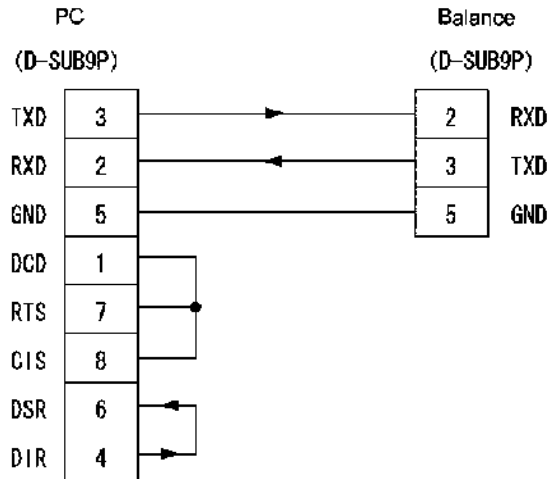 PC Balance
(D-SUB9P) (D-SUB9P)
TXD 3 2 RXD
RXD 2 3 TXD
GND 5 5 GND
DCD 1
RTS 7
CIS 8
DSR 6
DIR 4